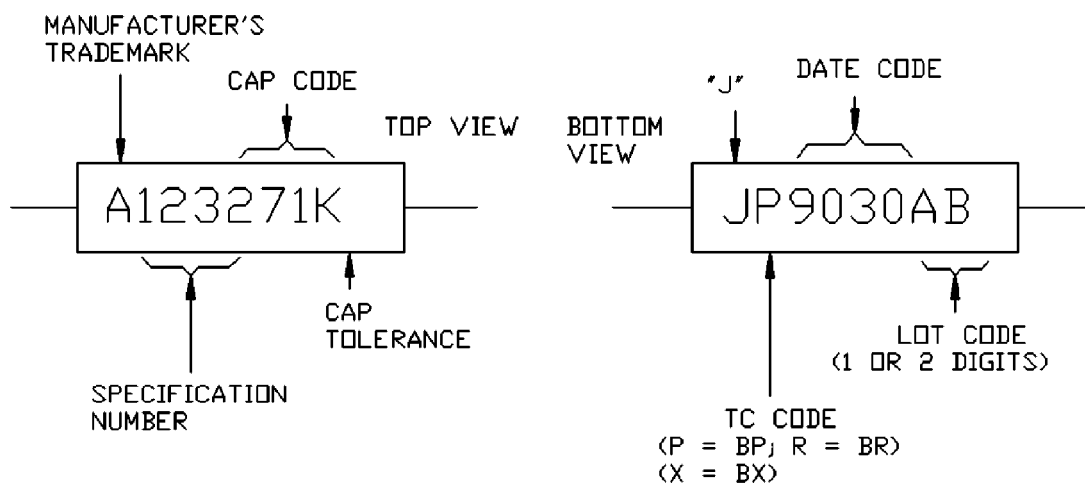 MANUFACTURER'S
TRADEMARK
CAP CODE
TOP VIEW
A123271K
CAP
TOLERANCE
SPECIFICATION
NUMBER
"J"
DATE CODE
BOTTOM
VIEW
JP9030AB
LOT CODE
(1 OR 2 DIGITS)
TC CODE
(P = BP; R = BR)
(X = BX)